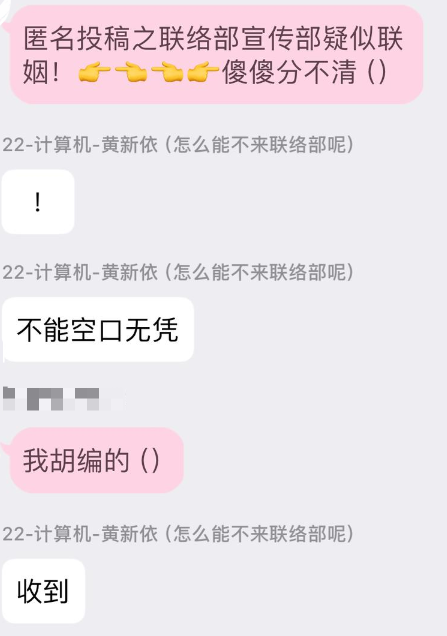 匿名投稿之联络部宣传部疑似联
姻！👉👈👈👉傻傻分不清（）
22-计算机-黄新依（怎么能不来联络部呢）
！
22-计算机-黄新依（怎么能不来联络部呢）
不能空口无凭
我胡编的（）
22-计算机-黄新依（怎么能不来联络部呢）
收到